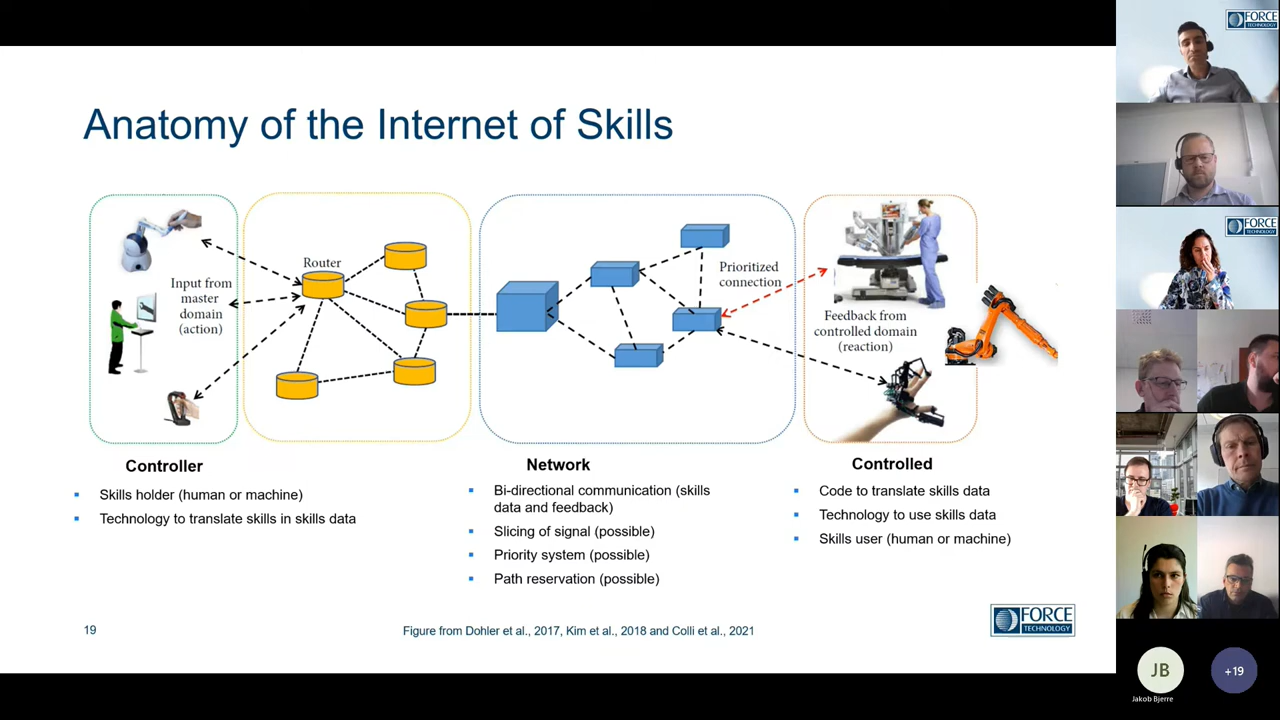 Anatomy of the Internet of Skills
Router
Input from
master
domain
(action)
Prioritized
connection
Feedback from
controlled domain
(reaction)
Controller
Skills holder (human or machine)
Technology to translate skills in skills data
Network
Bi-directional communication (skills
data and feedback)
Slicing of signal (possible)
Priority system (possible)
Path reservation (possible)
Controlled
Code to translate skills data
Technology to use skills data
Skills user (human or machine)
19
Figure from Dohler et al., 2017, Kim et al., 2018 and Colli et al., 2021
FORCE
TECHNOLOGY
FORCE
TECHNOLOGY
FORCE
TECHNOLOGY
JB
Jakob Bjerre
+19